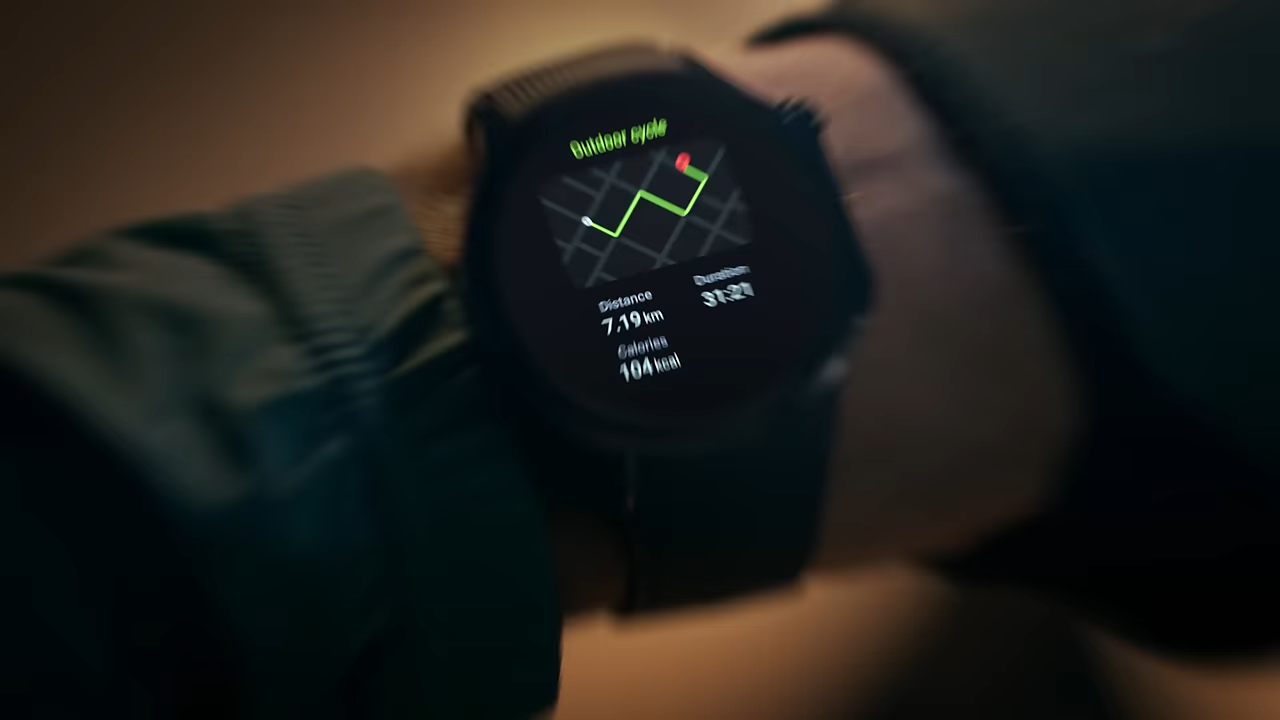 Outdoor cycle
Distance
7.19 km
Duration
31:21
Calories
104 kcal